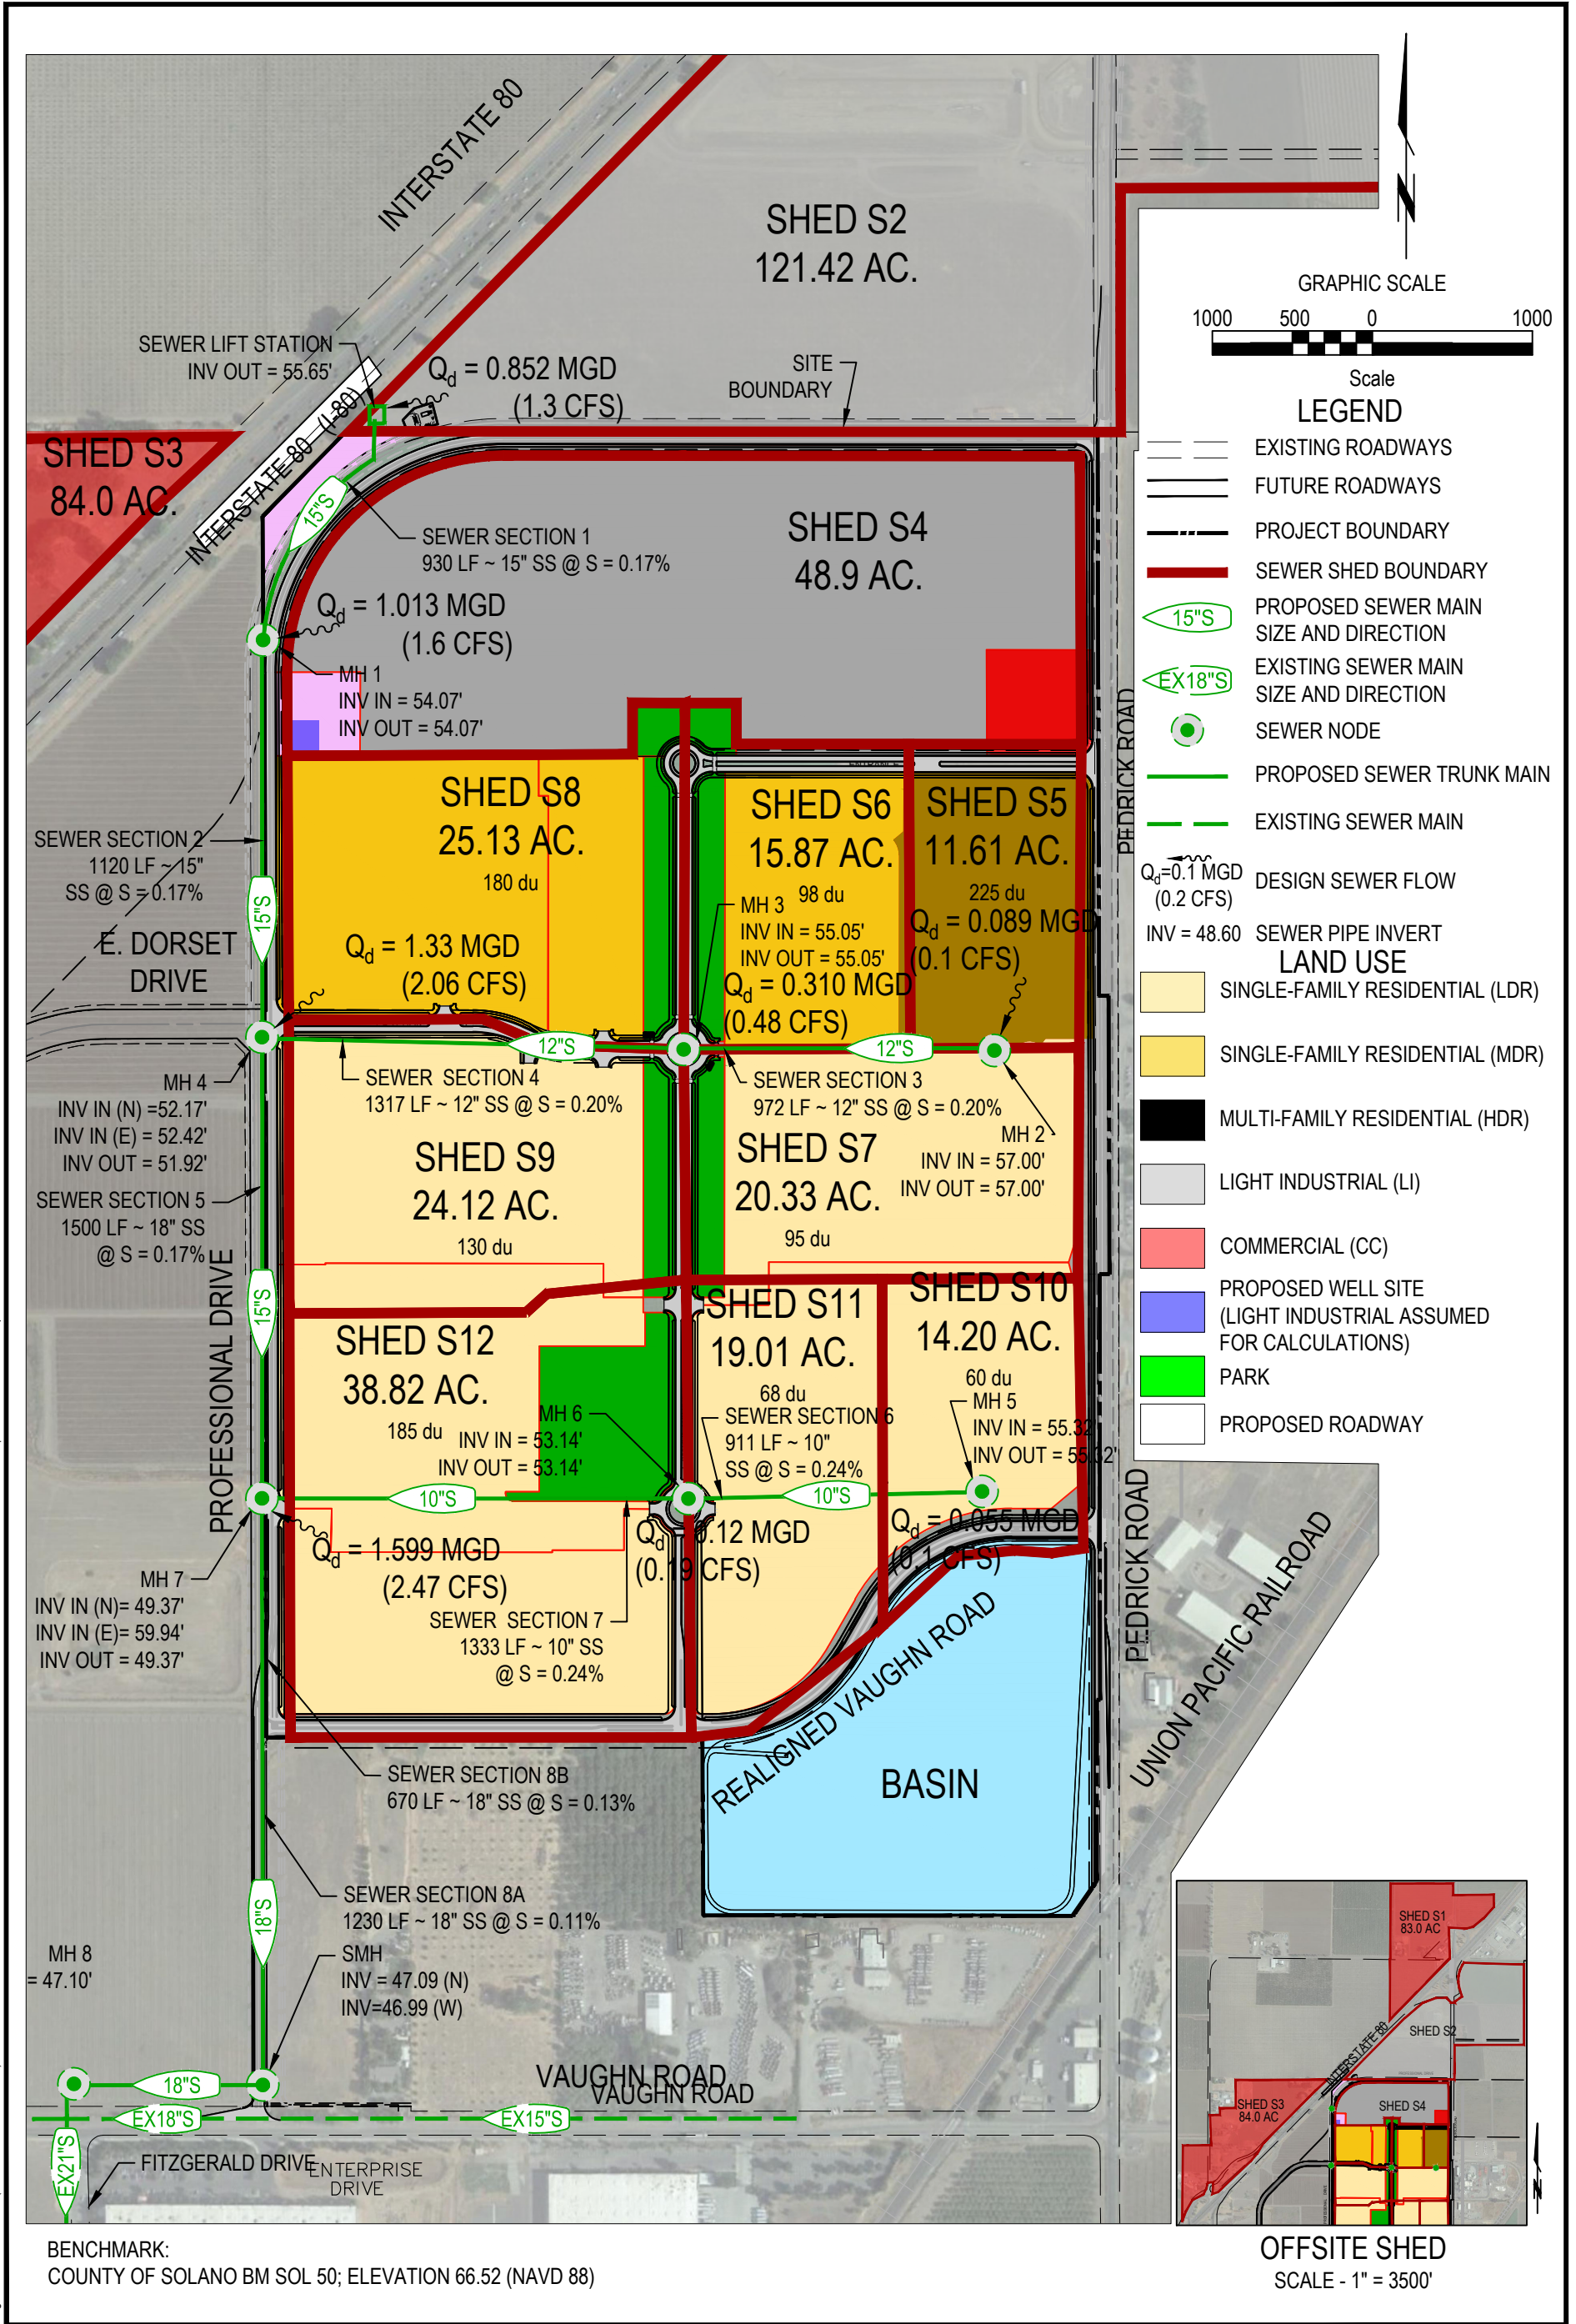 INTERSTATE 80
SHED S2
121.42 AC.
GRAPHIC SCALE
1000 500 0 1000
Scale
SEWER LIFT STATION
INV OUT = 55.65'
Qd = 0.852 MGD
(1.3 CFS)
SITE
BOUNDARY
INTERSTATE 80 (I-80)
SHED S3
84.0 AC.
15"S
SEWER SECTION 1
930 LF ~ 15" SS @ S = 0.17%
SHED S4
48.9 AC.
Qd = 1.013 MGD
(1.6 CFS)
MH 1
INV IN = 54.07'
INV OUT = 54.07'
LEGEND
EXISTING ROADWAYS
FUTURE ROADWAYS
PROJECT BOUNDARY
SEWER SHED BOUNDARY
15"S
PROPOSED SEWER MAIN
SIZE AND DIRECTION
EX18"S
EXISTING SEWER MAIN
SIZE AND DIRECTION
SEWER NODE
PROPOSED SEWER TRUNK MAIN
EXISTING SEWER MAIN
Qd=0.1 MGD
(0.2 CFS)
DESIGN SEWER FLOW
INV = 48.60
SEWER PIPE INVERT
LAND USE
SINGLE-FAMILY RESIDENTIAL (LDR)
SINGLE-FAMILY RESIDENTIAL (MDR)
MULTI-FAMILY RESIDENTIAL (HDR)
LIGHT INDUSTRIAL (LI)
COMMERCIAL (CC)
PROPOSED WELL SITE
(LIGHT INDUSTRIAL ASSUMED
FOR CALCULATIONS)
PARK
PROPOSED ROADWAY
PEDRICK ROAD
ENTRANCE
SHED S8
25.13 AC.
180 du
SHED S6
15.87 AC.
98 du
SHED S5
11.61 AC.
225 du
SEWER SECTION 2
1120 LF ~ 15"
SS @ S = 0.17%
15"S
E. DORSET
DRIVE
Qd = 1.33 MGD
(2.06 CFS)
MH 3
INV IN = 55.05'
INV OUT = 55.05'
Qd = 0.310 MGD
(0.48 CFS)
Qd = 0.089 MGD
(0.1 CFS)
12"S
12"S
MH 4
INV IN (N) =52.17'
INV IN (E) = 52.42'
INV OUT = 51.92'
SEWER SECTION 4
1317 LF ~ 12" SS @ S = 0.20%
SEWER SECTION 3
972 LF ~ 12" SS @ S = 0.20%
MH 2
INV IN = 57.00'
INV OUT = 57.00'
SHED S9
24.12 AC.
130 du
SHED S7
20.33 AC.
95 du
SEWER SECTION 5
1500 LF ~ 18" SS
@ S = 0.17%
PROFESSIONAL DRIVE
15"S
SHED S12
38.82 AC.
185 du
SHED S11
19.01 AC.
68 du
SHED S10
14.20 AC.
60 du
MH 6
INV IN = 53.14'
INV OUT = 53.14'
SEWER SECTION 6
911 LF ~ 10"
SS @ S = 0.24%
MH 5
INV IN = 55.32'
INV OUT = 55.32'
10"S
10"S
Qd = 1.599 MGD
(2.47 CFS)
Qd = 0.12 MGD
(0.19 CFS)
Qd = 0.055 MGD
(0.1 CFS)
MH 7
INV IN (N)= 49.37'
INV IN (E)= 59.94'
INV OUT = 49.37'
SEWER SECTION 7
1333 LF ~ 10" SS
@ S = 0.24%
PEDRICK ROAD
UNION PACIFIC RAILROAD
REALIGNED VAUGHN ROAD
BASIN
SEWER SECTION 8B
670 LF ~ 18" SS @ S = 0.13%
SEWER SECTION 8A
1230 LF ~ 18" SS @ S = 0.11%
18"S
MH 8
= 47.10'
SMH
INV = 47.09 (N)
INV=46.99 (W)
18"S
VAUGHN ROAD
VAUGHN ROAD
EX18"S
EX15"S
EX21"S
FITZGERALD DRIVE
ENTERPRISE
DRIVE
SHED S1
83.0 AC
INTERSTATE 80
SHED S2
SHED S3
84.0 AC
SHED S4
N
OFFSITE SHED
SCALE - 1" = 3500'
BENCHMARK:
COUNTY OF SOLANO BM SOL 50; ELEVATION 66.52 (NAVD 88)